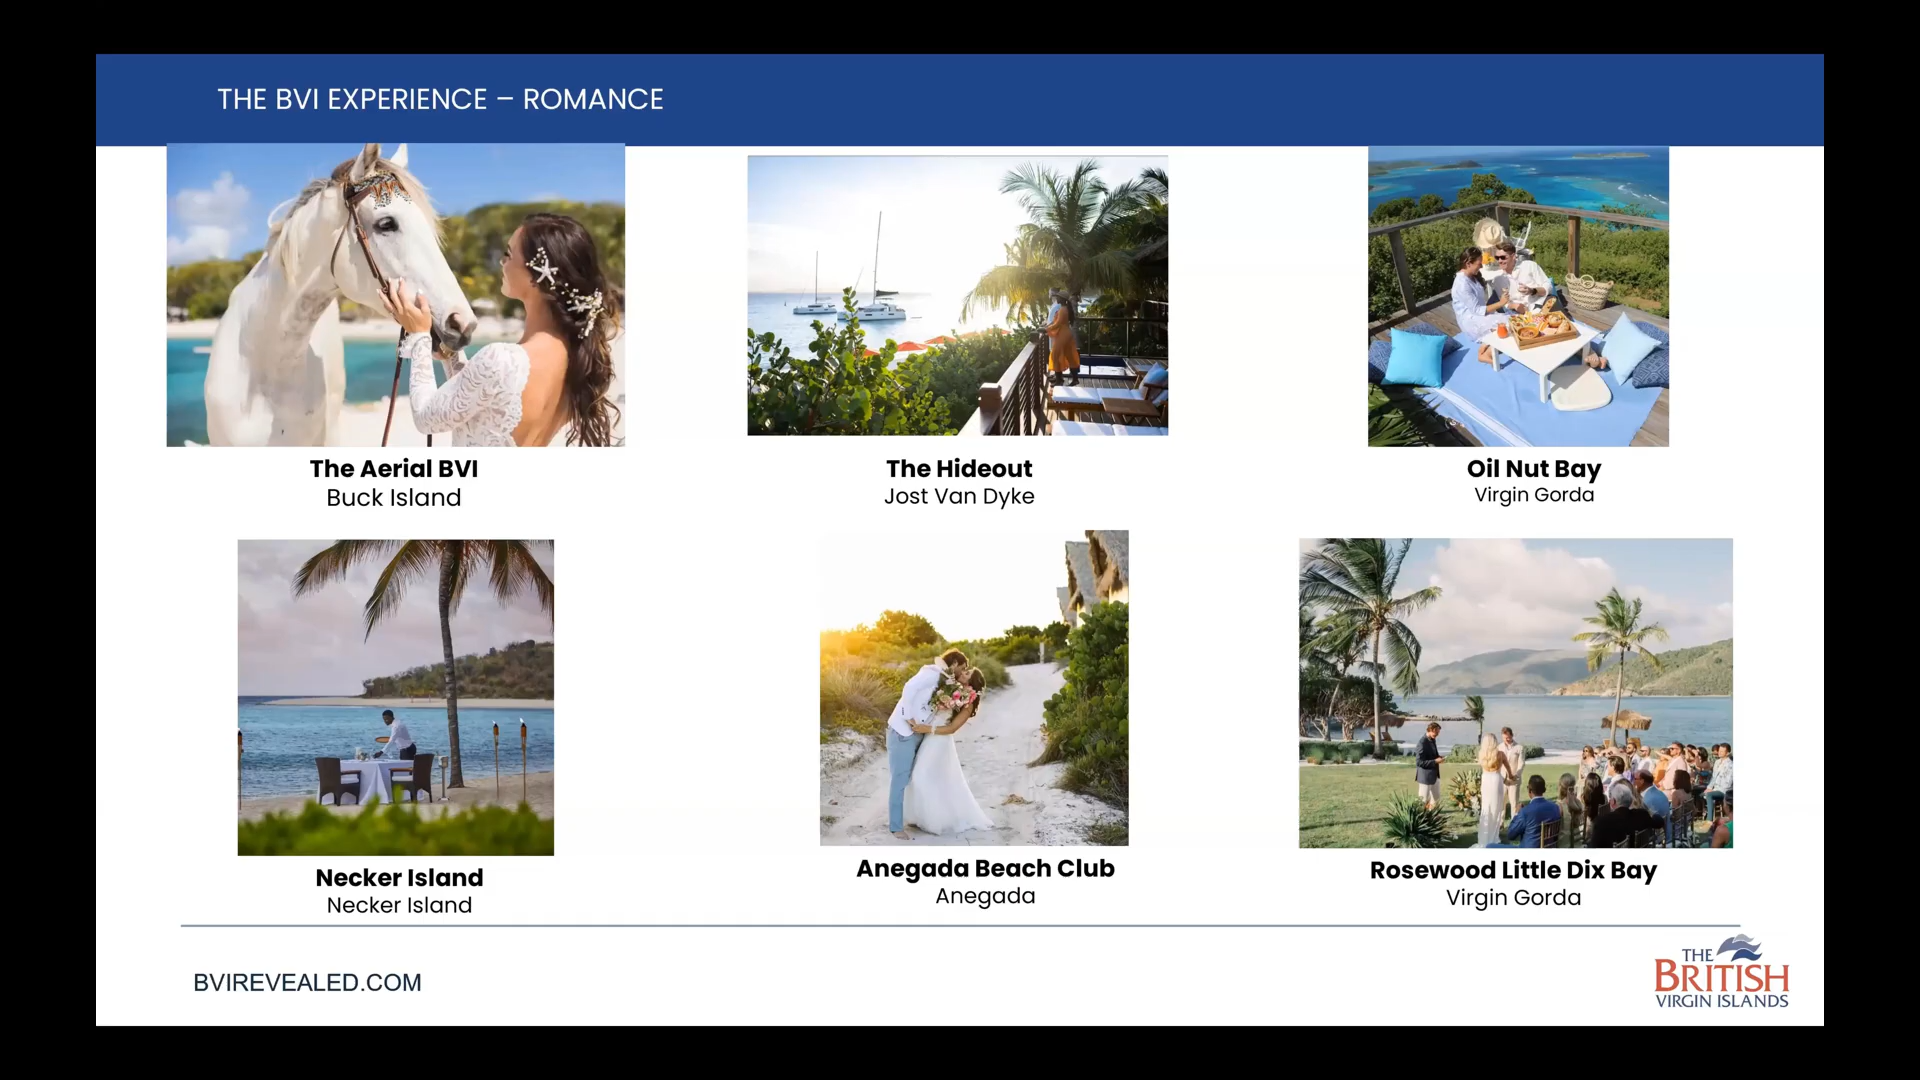 THE BVI EXPERIENCE – ROMANCE
The Aerial BVI
Buck Island
The Hideout
Jost Van Dyke
Oil Nut Bay
Virgin Gorda
Necker Island
Necker Island
Anegada Beach Club
Anegada
Rosewood Little Dix Bay
Virgin Gorda
BVIREVEALED.COM
THE
BRITISH
VIRGIN ISLANDS